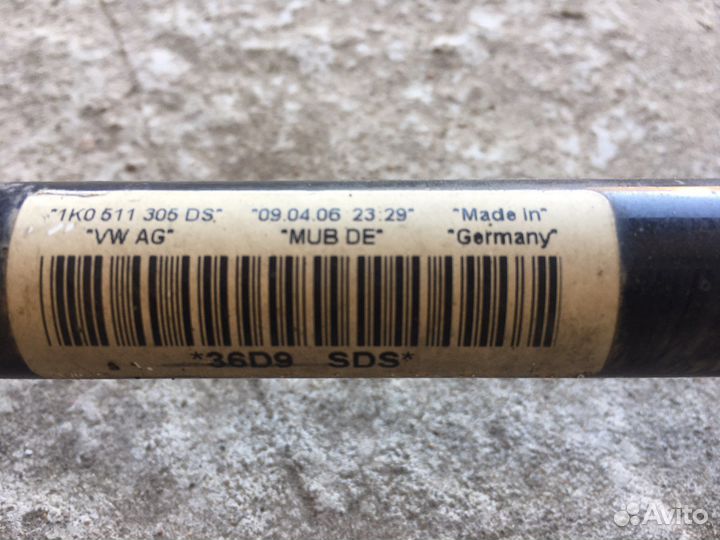 "1K0 511 305 DS" "09.04.06 23:29" "Made in"
"VW AG" "MUB DE" "Germany"
*36D9 SDS*
Avito